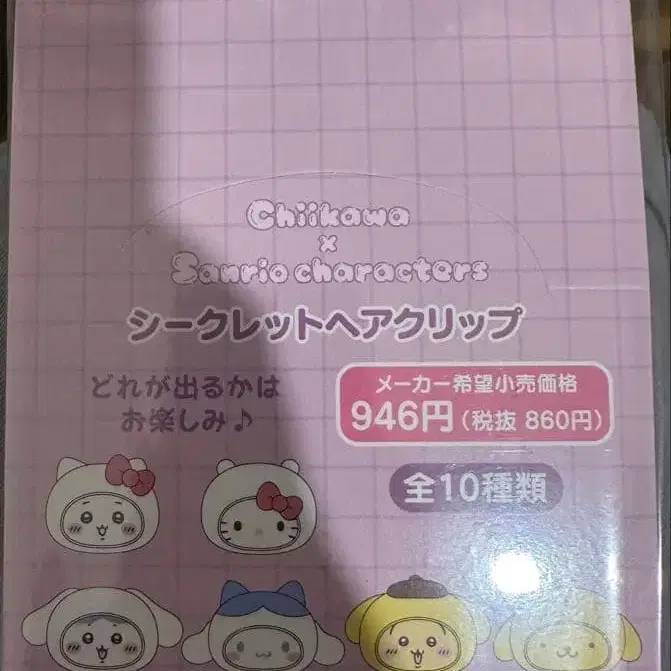 Chiikawa
×
Sanrio characters
シークレットヘアクリップ
どれが出るかは
お楽しみ♪
メーカー希望小売価格
946円(税抜 860円)
全10種類